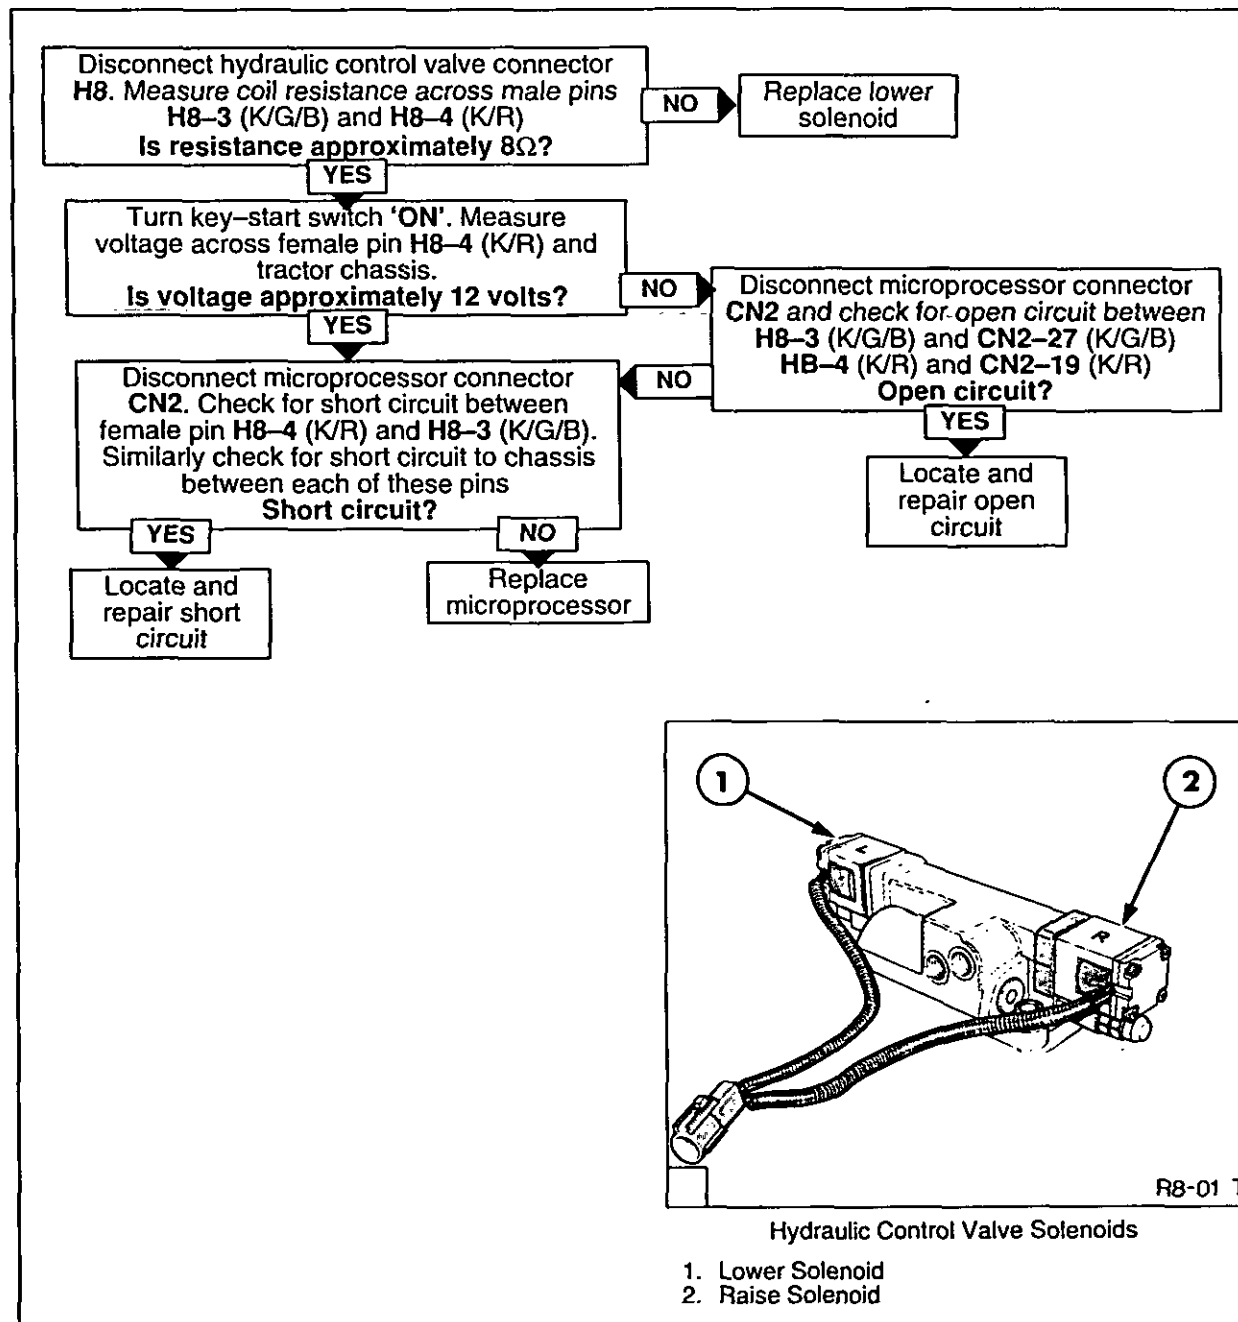 Disconnect hydraulic control valve connector
H8. Measure coil resistance across male pins
H8–3 (K/G/B) and H8–4 (K/R)
Is resistance approximately 8Ω?
NO
Replace lower
solenoid
YES
Turn key–start switch 'ON'. Measure
voltage across female pin H8–4 (K/R) and
tractor chassis.
Is voltage approximately 12 volts?
NO
Disconnect microprocessor connector
CN2 and check for open circuit between
H8–3 (K/G/B) and CN2–27 (K/G/B)
HB–4 (K/R) and CN2–19 (K/R)
Open circuit?
YES
NO
Disconnect microprocessor connector
CN2. Check for short circuit between
female pin H8–4 (K/R) and H8–3 (K/G/B).
Similarly check for short circuit to chassis
between each of these pins
Short circuit?
YES
Locate and
repair open
circuit
YES
NO
Locate and
repair short
circuit
Replace
microprocessor
1
2
L
R
R8-01 T
Hydraulic Control Valve Solenoids
1. Lower Solenoid
2. Raise Solenoid